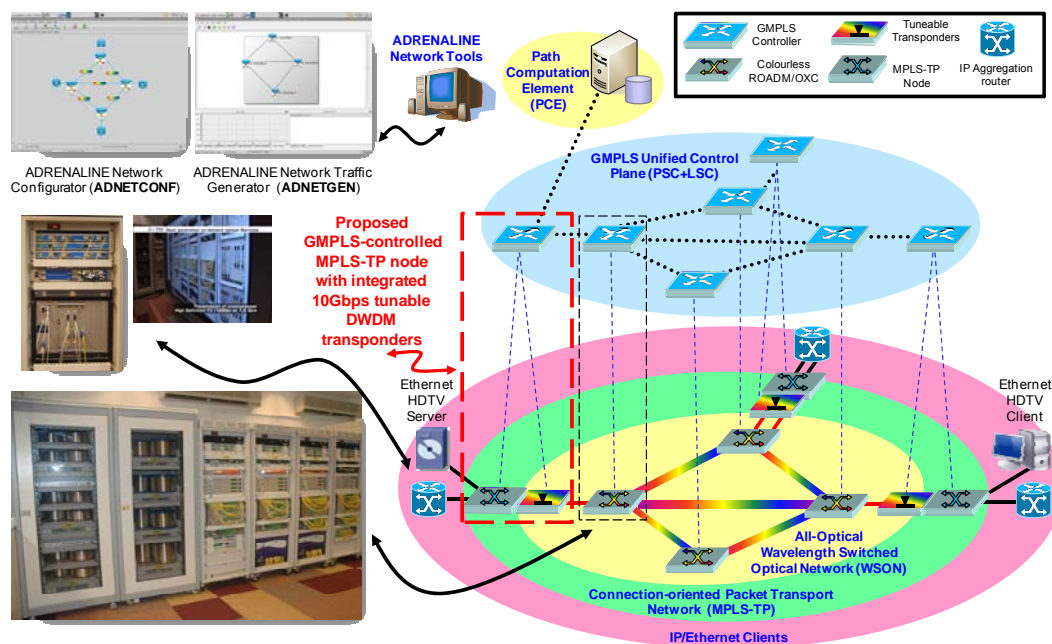 ADRENALINE
Network Tools
Path
Computation
Element (PCE)
GMPLS
Controller
Tuneable
Transponders
Colourless
ROADM/OXC
MPLS-TP
Node
IP Aggregation
router
ADRENALINE Network
Configurator (ADNETCONF)
ADRENALINE Network Traffic
Generator (ADNETGEN)
GMPLS Unified Control
Plane (PSC+LSC)
Proposed
GMPLS-controlled
MPLS-TP node
with integrated
10Gbps tunable
DWDM
transponders
Ethernet
HDTV
Server
Ethernet
HDTV
Client
All-Optical
Wavelength Switched
Optical Network (WSON)
Connection-oriented Packet Transport
Network (MPLS-TP)
IP/Ethernet Clients